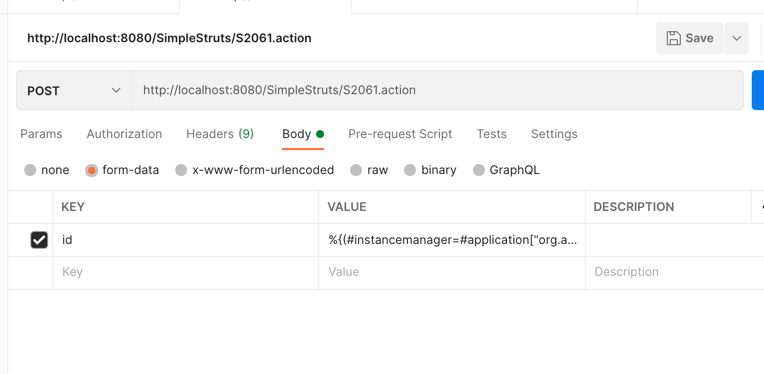 http://localhost:8080/SimpleStruts/S2061.action Save
POST http://localhost:8080/SimpleStruts/S2061.action
Params Authorization Headers (9) Body Pre-request Script Tests Settings
none form-data x-www-form-urlencoded raw binary GraphQL
KEY VALUE DESCRIPTION
id %{(#instancemanager=#application["org.a...
Key Value Description